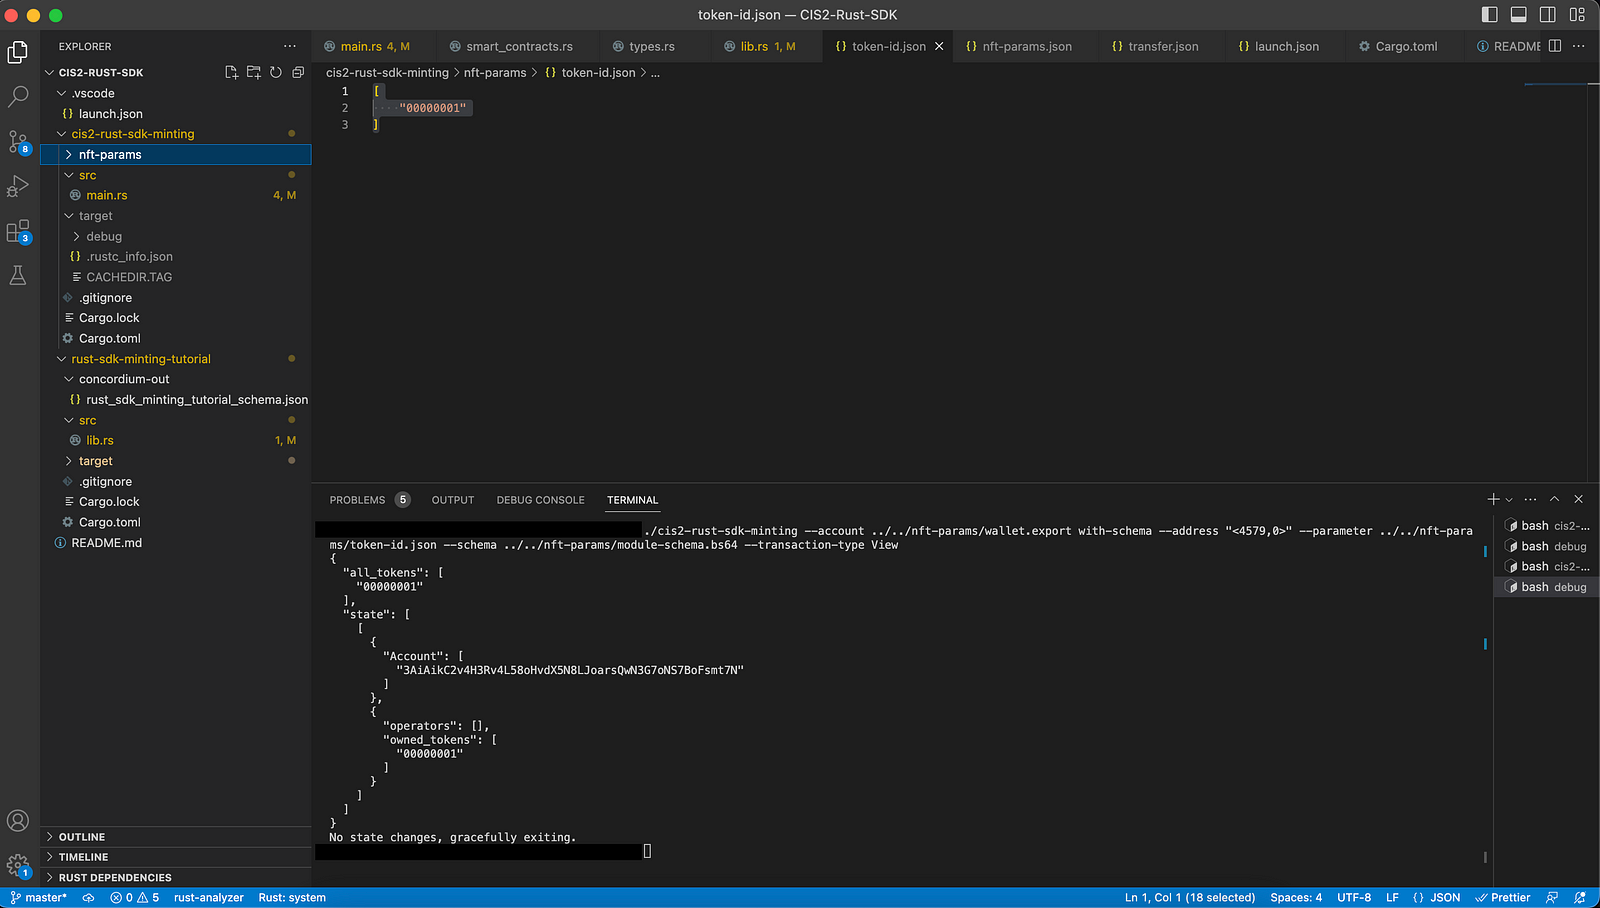 token-id.json — CIS2-Rust-SDK
EXPLORER
main.rs 4, M
smart_contracts.rs
types.rs
lib.rs 1, M
token-id.json
nft-params.json
transfer.json
launch.json
Cargo.toml
README
CIS2-RUST-SDK
.vscode
launch.json
cis2-rust-sdk-minting
nft-params
src
main.rs 4, M
target
debug
.rustc_info.json
CACHEDIR.TAG
.gitignore
Cargo.lock
Cargo.toml
rust-sdk-minting-tutorial
concordium-out
rust_sdk_minting_tutorial_schema.json
src
lib.rs 1, M
target
.gitignore
Cargo.lock
Cargo.toml
README.md
OUTLINE
TIMELINE
RUST DEPENDENCIES
8
3
1
cis2-rust-sdk-minting > nft-params > {} token-id.json > ...
1 [
2 ····"00000001"
3 ]
PROBLEMS 5 OUTPUT DEBUG CONSOLE TERMINAL
./cis2-rust-sdk-minting --account ../../nft-params/wallet.export with-schema --address "<4579,0>" --parameter ../../nft-para
ms/token-id.json --schema ../../nft-params/module-schema.bs64 --transaction-type View
{
"all_tokens": [
"00000001"
],
"state": [
[
{
"Account": [
"3AiAikC2v4H3Rv4L58oHvdX5N8LJoarsQwN3G7oNS7BoFsmt7N"
]
},
{
"operators": [],
"owned_tokens": [
"00000001"
]
}
]
]
}
No state changes, gracefully exiting.
bash cis2-...
bash debug
bash cis2-...
bash debug
master* 0 5 rust-analyzer Rust: system
Ln 1, Col 1 (18 selected) Spaces: 4 UTF-8 LF {} JSON Prettier